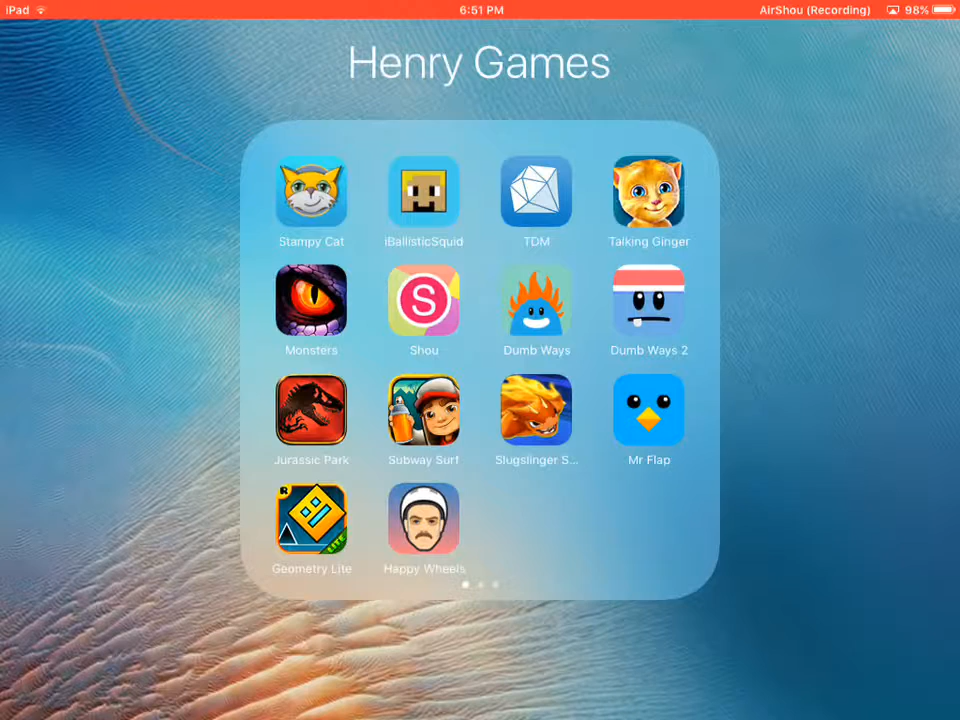 iPad 6:51 PM AirShou (Recording) 98%
Henry Games
Stampy Cat iBallisticSquid TDM Talking Ginger
S
Monsters Shou Dumb Ways Dumb Ways 2
Jurassic Park Subway Surf Slugslinger S... Mr Flap
R
LITE
Geometry Lite Happy Wheels